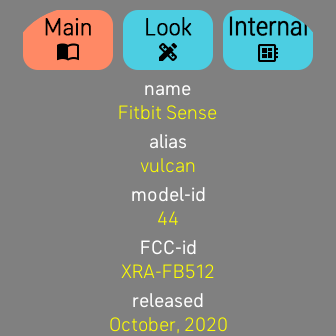 Main
Look
Internal
name
Fitbit Sense
alias
vulcan
model-id
44
FCC-id
XRA-FB512
released
October, 2020